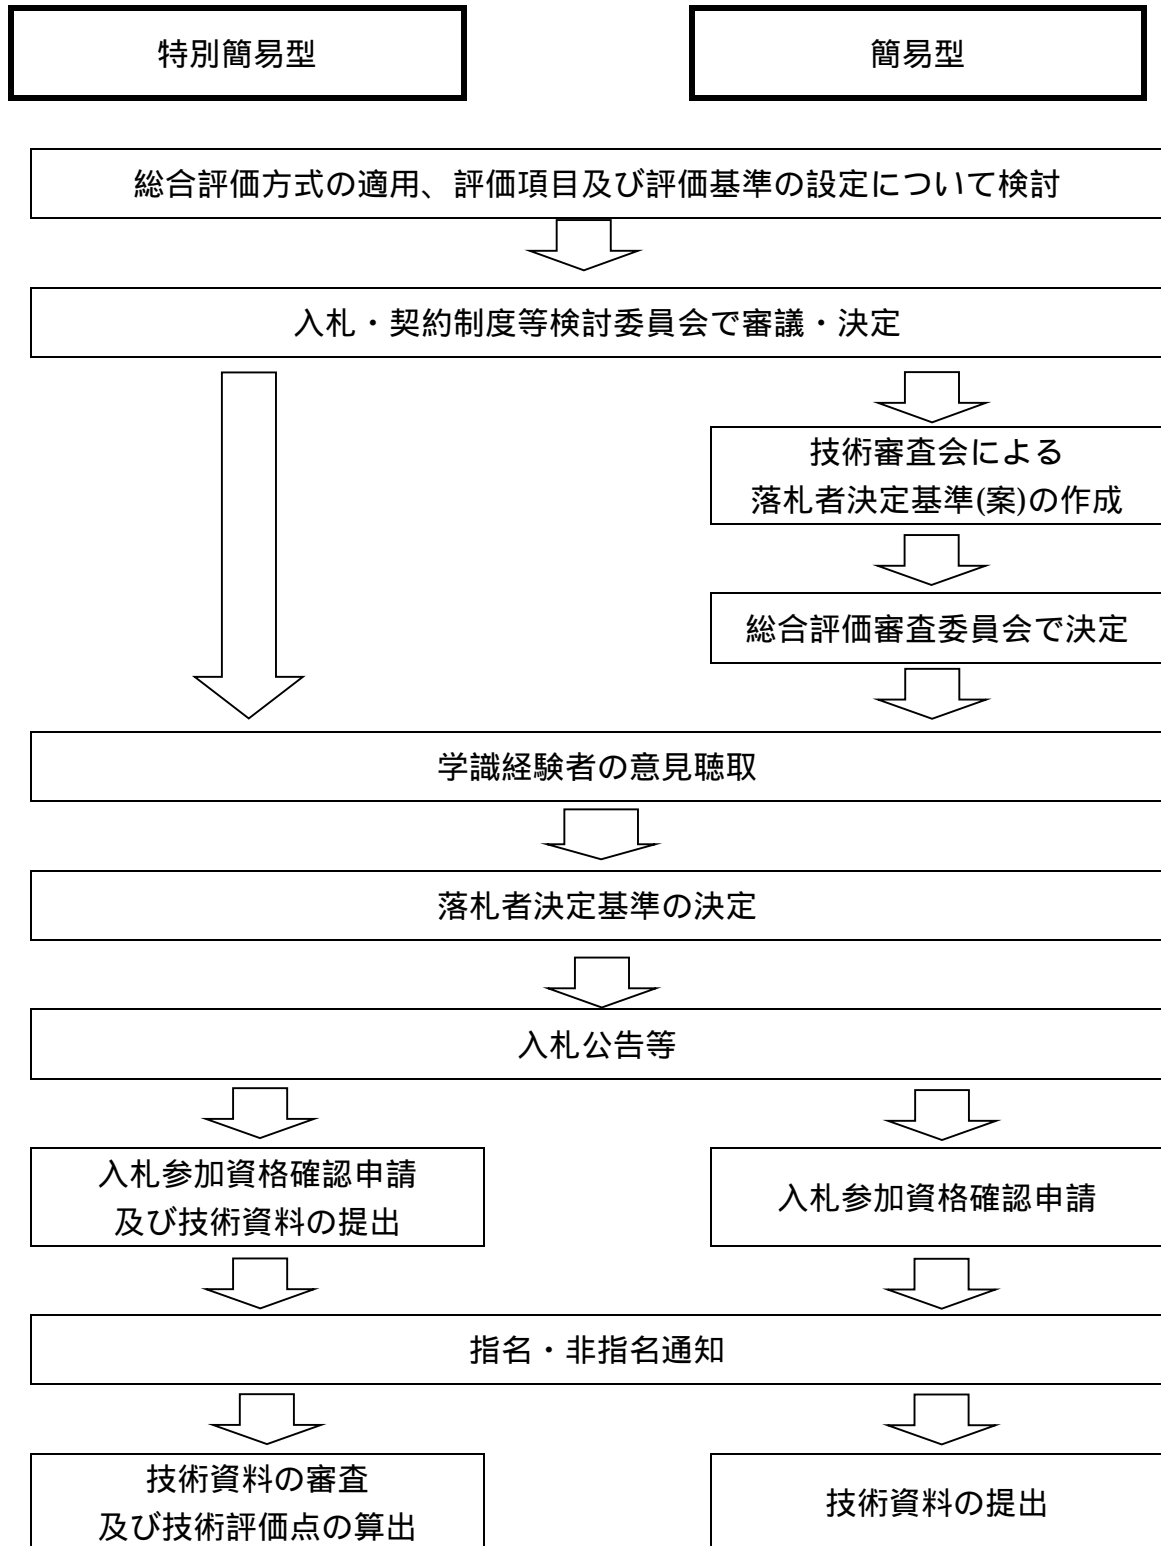 特別簡易型
簡易型
総合評価方式の適用、評価項目及び評価基準の設定について検討
入札・契約制度等検討委員会で審議・決定
技術審査会による
落札者決定基準(案)の作成
総合評価審査委員会で決定
学識経験者の意見聴取
落札者決定基準の決定
入札公告等
入札参加資格確認申請
及び技術資料の提出
入札参加資格確認申請
指名・非指名通知
技術資料の審査
及び技術評価点の算出
技術資料の提出